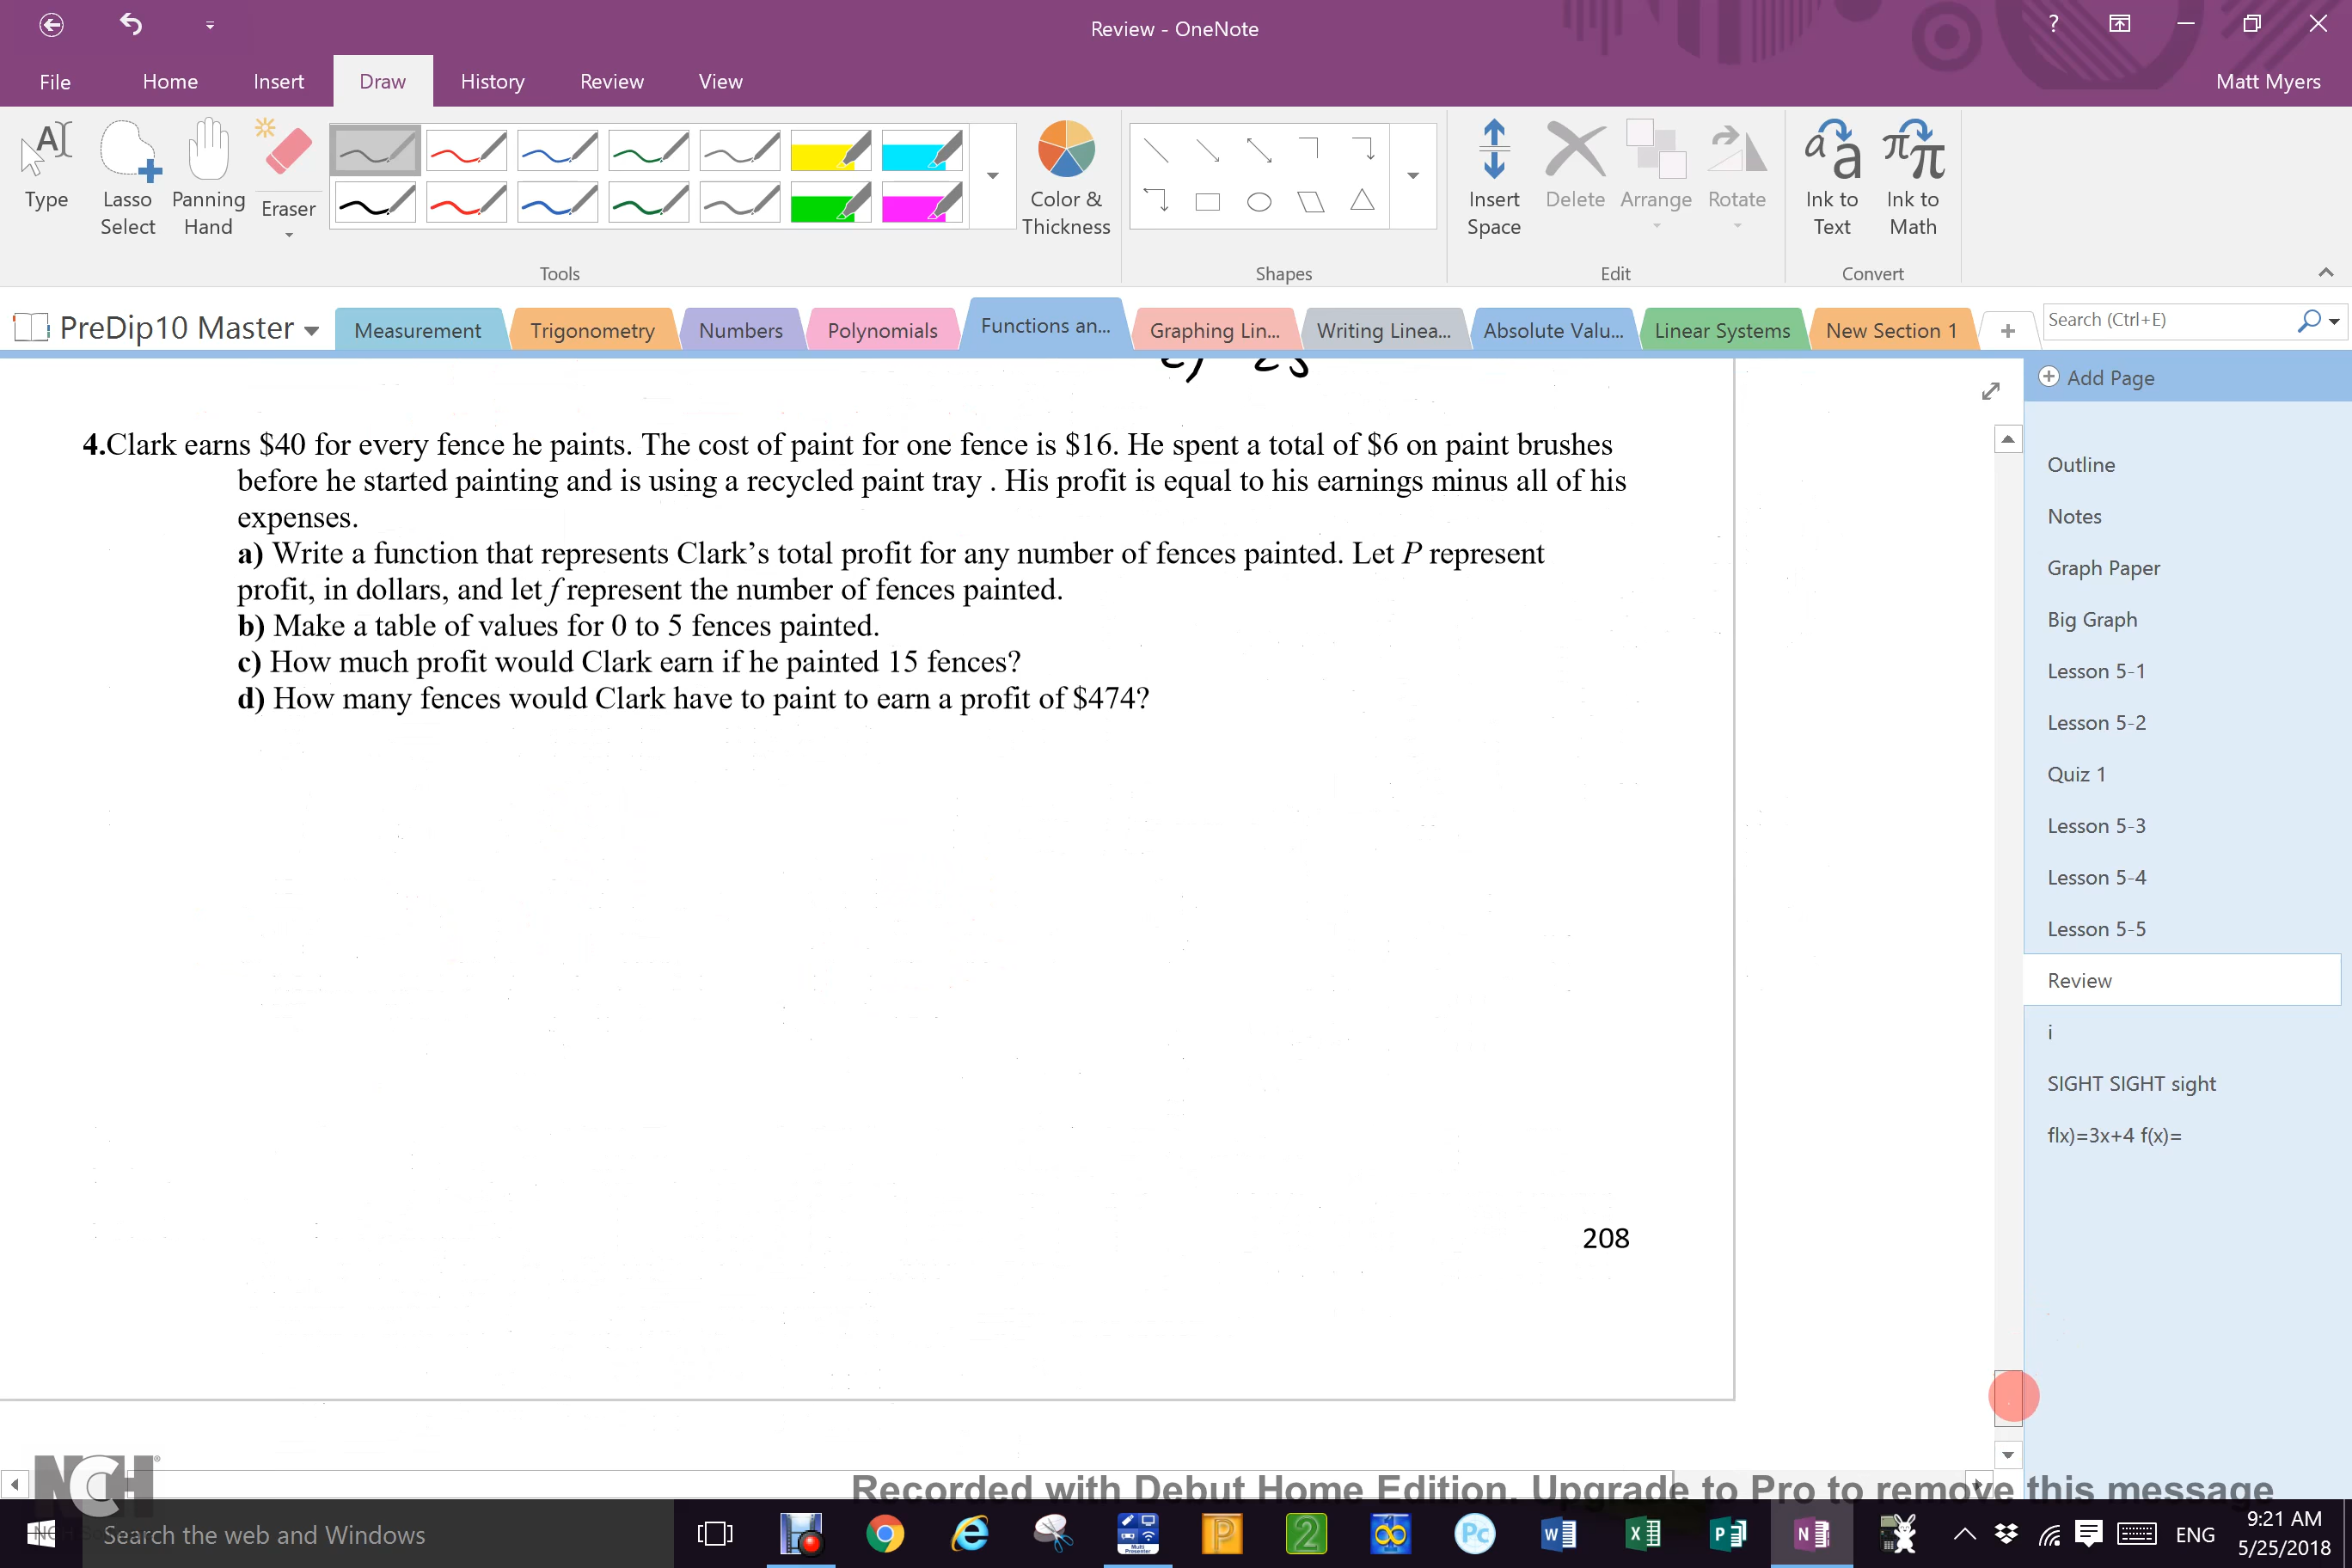 Review - OneNote
?
File Home Insert Draw History Review View Matt Myers
Type Lasso Select Panning Hand Eraser Color & Thickness Insert Space Delete Arrange Rotate Ink to Text Ink to Math
Tools Shapes Edit Convert
PreDip10 Master Measurement Trigonometry Numbers Polynomials Functions an... Graphing Lin... Writing Linea... Absolute Valu... Linear Systems New Section 1 + Search (Ctrl+E)
Add Page
4.Clark earns $40 for every fence he paints. The cost of paint for one fence is $16. He spent a total of $6 on paint brushes
before he started painting and is using a recycled paint tray . His profit is equal to his earnings minus all of his
expenses.
a) Write a function that represents Clark’s total profit for any number of fences painted. Let P represent
profit, in dollars, and let f represent the number of fences painted.
b) Make a table of values for 0 to 5 fences painted.
c) How much profit would Clark earn if he painted 15 fences?
d) How many fences would Clark have to paint to earn a profit of $474?
208
Outline
Notes
Graph Paper
Big Graph
Lesson 5-1
Lesson 5-2
Quiz 1
Lesson 5-3
Lesson 5-4
Lesson 5-5
Review
i
SIGHT SIGHT sight
flx)=3x+4 f(x)=
NCH
Recorded with Debut Home Edition. Upgrade to Pro to remove this message
Search the web and Windows
ENG
9:21 AM
5/25/2018